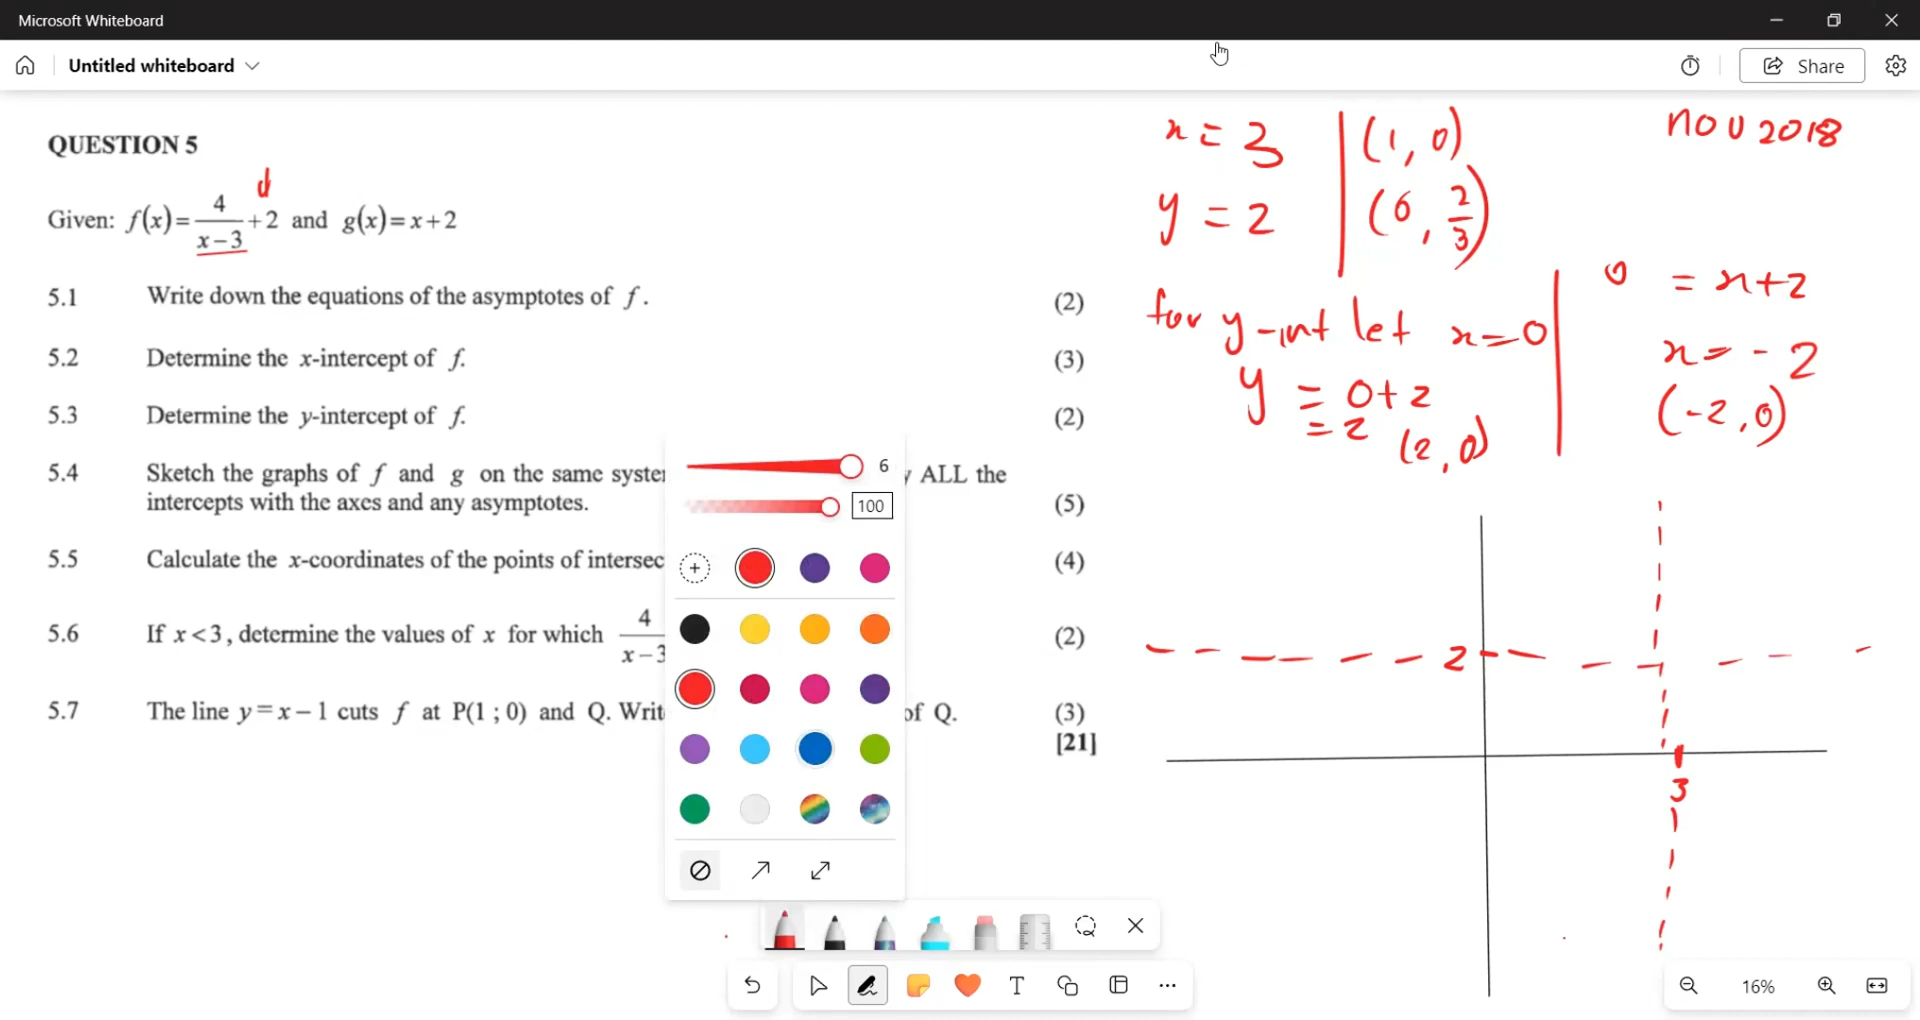 Microsoft Whiteboard
Untitled whiteboard
Share
QUESTION 5
d
Given: f(x)=4/(x−3)+2 and g(x)=x+2
5.1 Write down the equations of the asymptotes of f. (2)
5.2 Determine the x-intercept of f. (3)
5.3 Determine the y-intercept of f. (2)
5.4 Sketch the graphs of f and g on the same system ALL the
intercepts with the axes and any asymptotes. (5)
5.5 Calculate the x-coordinates of the points of intersec (4)
5.6 If x<3, determine the values of x for which 4/(x−3 (2)
5.7 The line y=x−1 cuts f at P(1 ; 0) and Q. Writ of Q. (3)
[21]
6
100
x = 3
y = 2
(1, 0)
(6, 2/3)
nov 2018
for y-int let x=0
y = 0+2
= 2 (2, 0)
0 = x+2
x = -2
(-2, 0)
2
3
T
16%